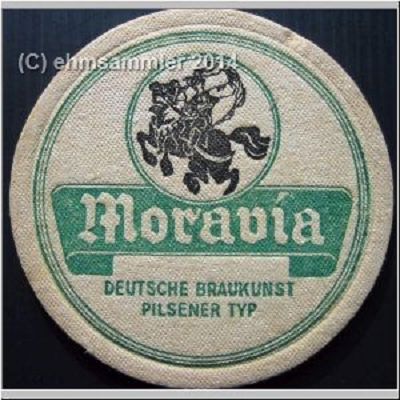 (C) ehmsammler 2014
Moravia
DEUTSCHE BRAUKUNST
PILSENER TYP